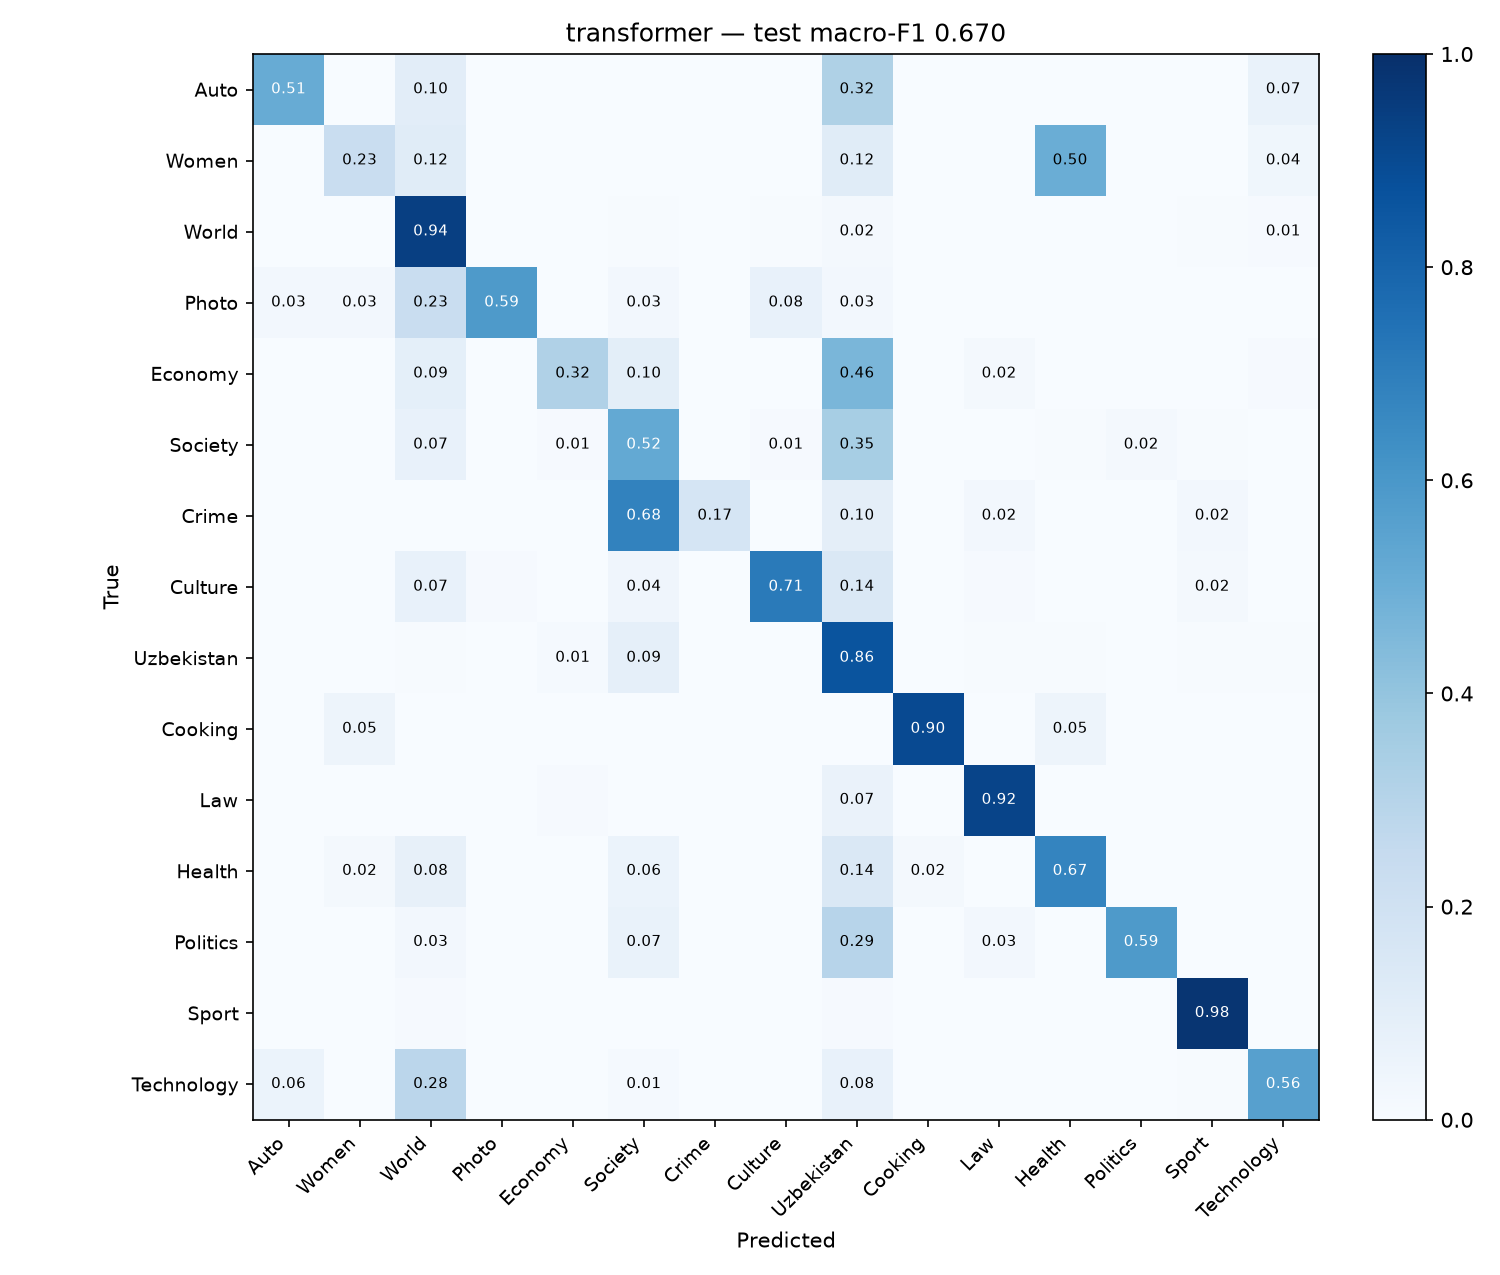 transformer — test macro-F1 0.670
Auto 0.51 0.10 0.32 0.07
Women 0.23 0.12 0.12 0.50 0.04
World 0.94 0.02 0.01
Photo 0.03 0.03 0.23 0.59 0.03 0.08 0.03
Economy 0.09 0.32 0.10 0.46 0.02
Society 0.07 0.01 0.52 0.01 0.35 0.02
Crime 0.68 0.17 0.10 0.02 0.02
Culture 0.07 0.04 0.71 0.14 0.02
Uzbekistan 0.01 0.09 0.86
Cooking 0.05 0.90 0.05
Law 0.07 0.92
Health 0.02 0.08 0.06 0.14 0.02 0.67
Politics 0.03 0.07 0.29 0.03 0.59
Sport 0.98
Technology 0.06 0.28 0.01 0.08 0.56
True
Auto Women World Photo Economy Society Crime Culture Uzbekistan Cooking Law Health Politics Sport Technology
Predicted
1.0
0.8
0.6
0.4
0.2
0.0